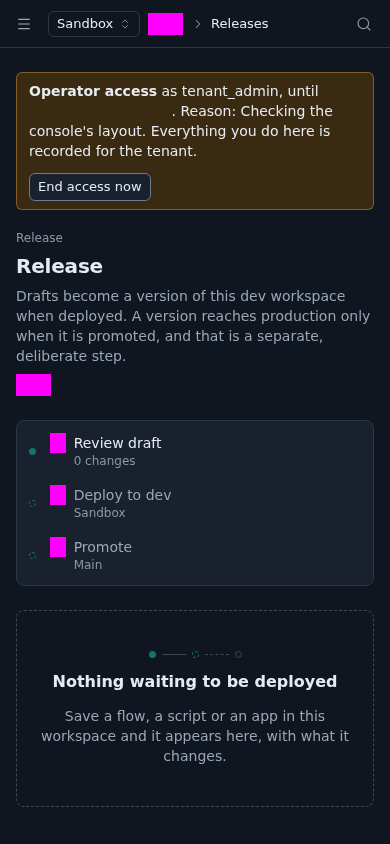 Sandbox
Releases
Operator access as tenant_admin, until
. Reason: Checking the
console's layout. Everything you do here is
recorded for the tenant.
End access now
Release
Release
Drafts become a version of this dev workspace
when deployed. A version reaches production only
when it is promoted, and that is a separate,
deliberate step.
Review draft
0 changes
Deploy to dev
Sandbox
Promote
Main
Nothing waiting to be deployed
Save a flow, a script or an app in this
workspace and it appears here, with what it
changes.